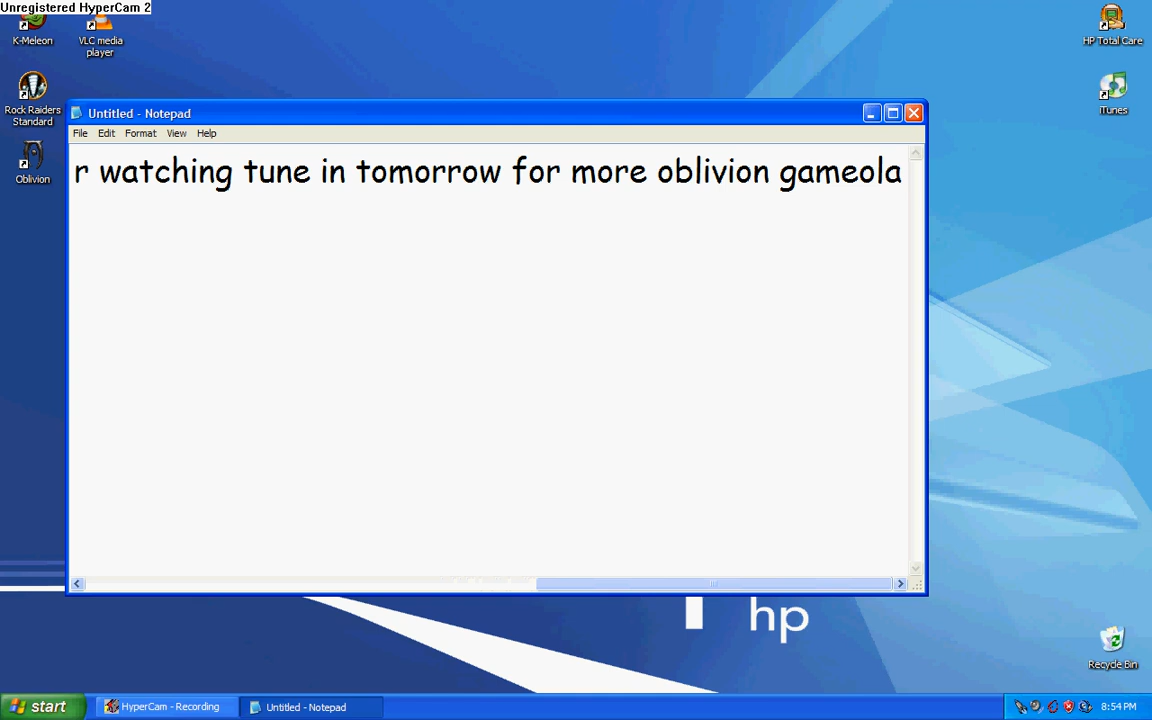 Unregistered HyperCam 2
K-Meleon
VLC media
player
HP Total Care
Rock Raiders
Standard
iTunes
Oblivion
Untitled - Notepad
File Edit Format View Help
r watching tune in tomorrow for more oblivion gameola
hp
Recycle Bin
start
HyperCam - Recording
Untitled - Notepad
8:54 PM